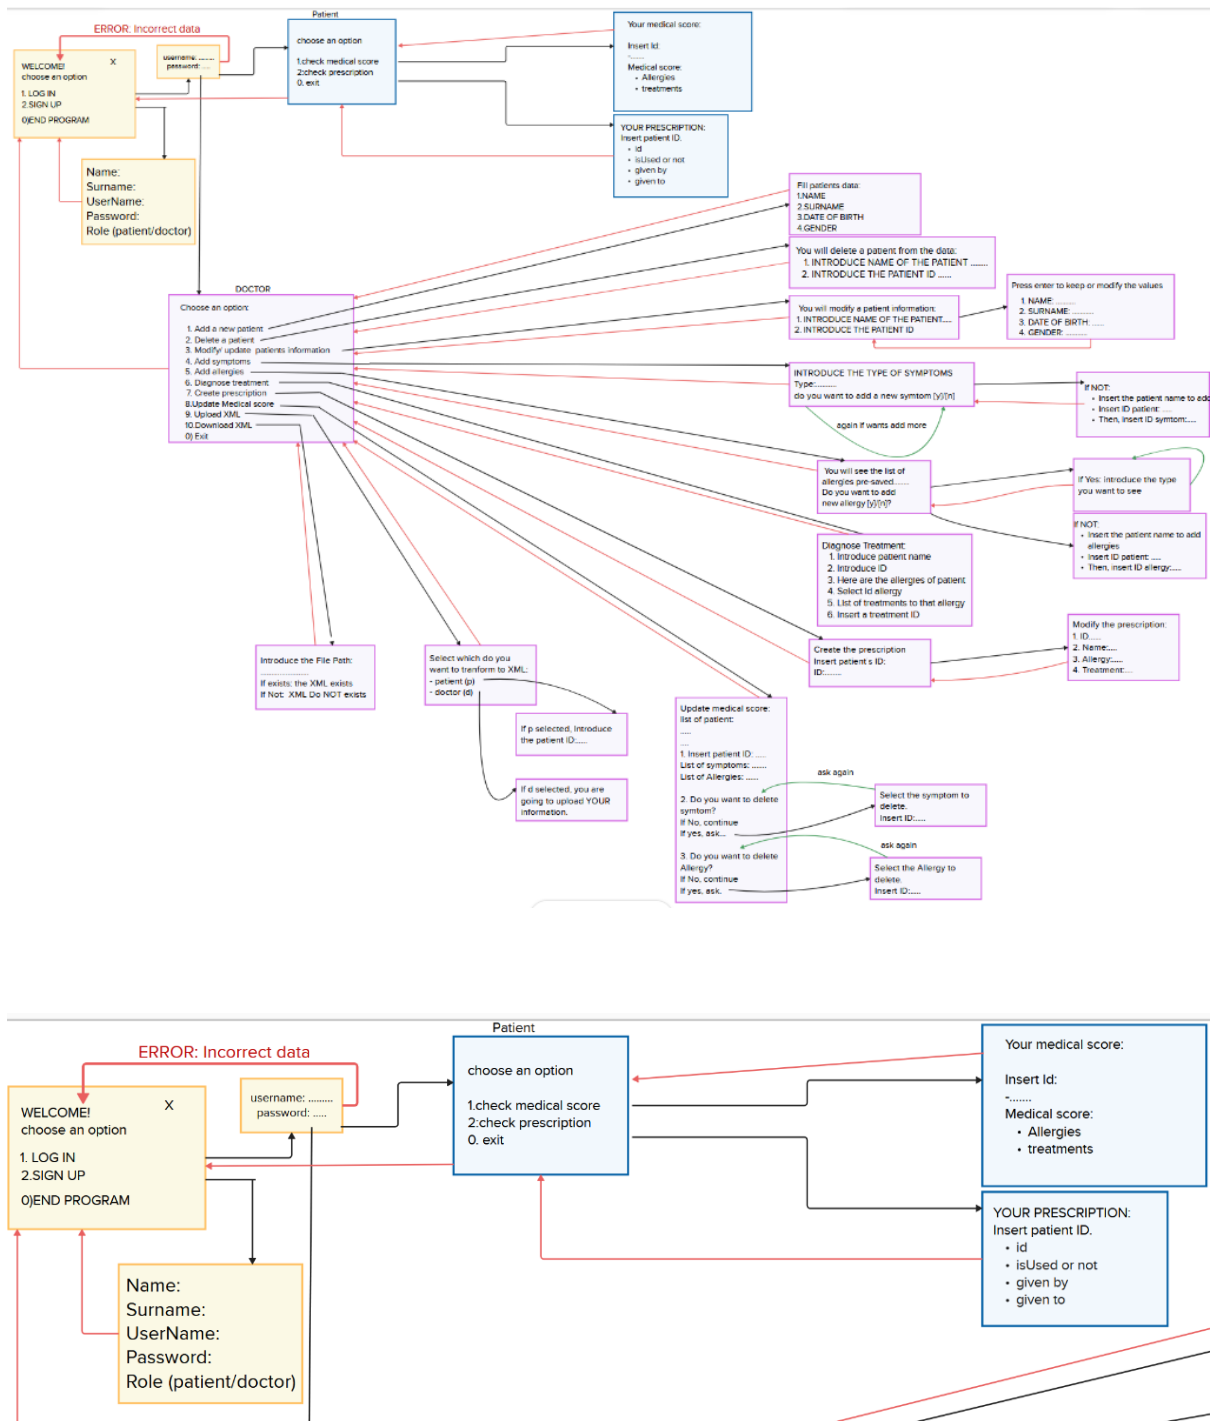 ERROR: Incorrect data
WELCOME!
X
choose an option
1. LOG IN
2.SIGN UP
0)END PROGRAM
username: ........
password: ....
Name:
Surname:
UserName:
Password:
Role (patient/doctor)
Patient
choose an option
1.check medical score
2:check prescription
0. exit
Your medical score:
Insert Id:
-.......
Medical score:
• Allergies
• treatments
YOUR PRESCRIPTION:
Insert patient ID.
• id
• isUsed or not
• given by
• given to
DOCTOR
Choose an option:
1. Add a new patient
2. Delete a patient
3. Modify/ update patients information
4. Add symptoms
5. Add allergies
6. Diagnose treatment
7. Create prescription
8.Update Medical score
9. Upload XML
10.Download XML
0) Exit
Fill patients data:
1.NAME
2.SURNAME
3.DATE OF BIRTH
4.GENDER
You will delete a patient from the data:
1. INTRODUCE NAME OF THE PATIENT ........
2. INTRODUCE THE PATIENT ID ......
You will modify a patient information:
1. INTRODUCE NAME OF THE PATIENT.....
2. INTRODUCE THE PATIENT ID
Press enter to keep or modify the values
1. NAME: .........
2. SURNAME: ..........
3. DATE OF BIRTH: .....
4. GENDER: ..........
INTRODUCE THE TYPE OF SYMPTOMS
Type:.........
do you want to add a new symtom [y]/[n]
again if wants add more
If NOT:
• Insert the patient name to add
• Insert ID patient: ....
• Then, insert ID symtom:.....
You will see the list of
allergies pre-saved.......
Do you want to add
new allergy [y]/[n]?
If Yes: introduce the type
you want to see
If NOT:
• Insert the patient name to add
allergies
• Insert ID patient: .....
• Then, insert ID allergy:.....
Diagnose Treatment:
1. Introduce patient name
2. Introduce ID
3. Here are the allergies of patient
4. Select Id allergy
5. List of treatments to that allergy
6. Insert a treatment ID
Create the prescription
Insert patient's ID:
ID:........
Modify the prescription:
1. ID.....
2. Name:....
3. Allergy:.....
4. Treatment:....
Introduce the File Path:
....................
If exists: the XML exists
If Not: XML Do NOT exists
Select which do you
want to tranform to XML:
- patient (p)
- doctor (d)
If p selected, Introduce
the patient ID:.....
If d selected, you are
going to upload YOUR
information.
Update medical score:
list of patient:
.....
....
1. Insert patient ID: .....
List of symptoms: .......
List of Allergies: ......
2. Do you want to delete
symtom?
If No, continue
If yes, ask...
3. Do you want to delete
Allergy?
If No, continue
If yes, ask.
ask again
Select the symptom to
delete.
Insert ID:.....
ask again
Select the Allergy to
delete.
Insert ID:.....
Patient
ERROR: Incorrect data
WELCOME!
X
choose an option
1. LOG IN
2.SIGN UP
0)END PROGRAM
username: .........
password: .....
Name:
Surname:
UserName:
Password:
Role (patient/doctor)
choose an option
1.check medical score
2:check prescription
0. exit
Your medical score:
Insert Id:
-.......
Medical score:
• Allergies
• treatments
YOUR PRESCRIPTION:
Insert patient ID.
• id
• isUsed or not
• given by
• given to